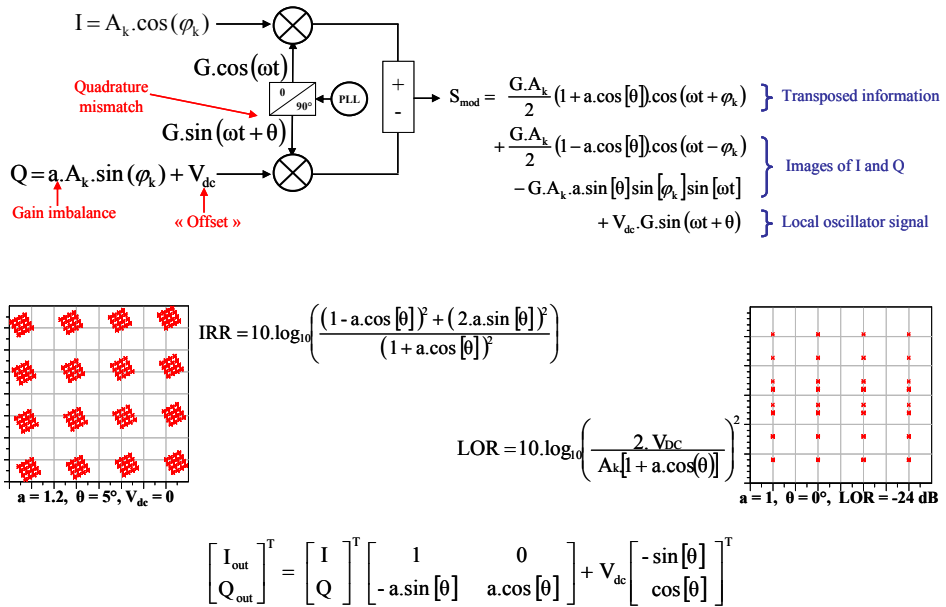 I = A_k.cos(φ_k)
G.cos(ωt)
Quadrature mismatch
0
90°
PLL
+
-
G.sin(ωt + θ)
Q = a.A_k.sin(φ_k) + V_dc
Gain imbalance
« Offset »
S_mod = G.A_k/2 (1 + a.cos[θ]).cos(ωt + φ_k) } Transposed information
+ G.A_k/2 (1 - a.cos[θ]).cos(ωt - φ_k)
} Images of I and Q
- G.A_k.a.sin[θ]sin[φ_k]sin[ωt]
+ V_dc.G.sin(ωt + θ) } Local oscillator signal
IRR = 10.log10( ((1 - a.cos[θ])² + (2.a.sin[θ])²) / (1 + a.cos[θ])² )
LOR = 10.log10( 2.V_DC / A_k.[1 + a.cos(θ)] )²
a = 1.2, θ = 5°, V_dc = 0
a = 1, θ = 0°, LOR = -24 dB
[I_out Q_out]^T = [I Q]^T [1 0 -a.sin[θ] a.cos[θ]] + V_dc [-sin[θ] cos[θ]]^T